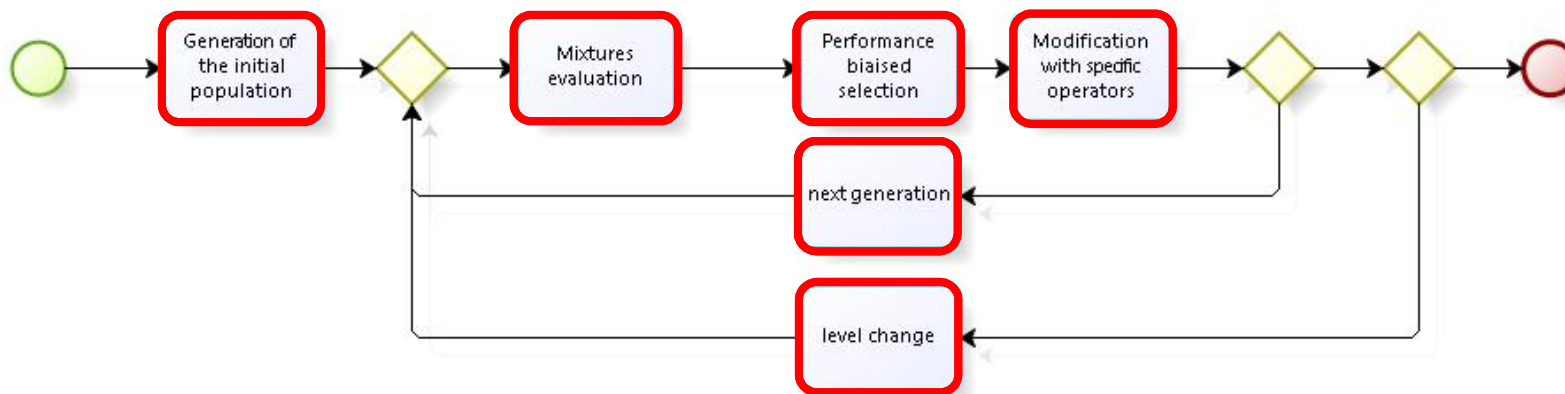 Generation of
the initial
population
Mixtures
evaluation
Performance
biaised
selection
Modification
with specific
operators
next generation
level change